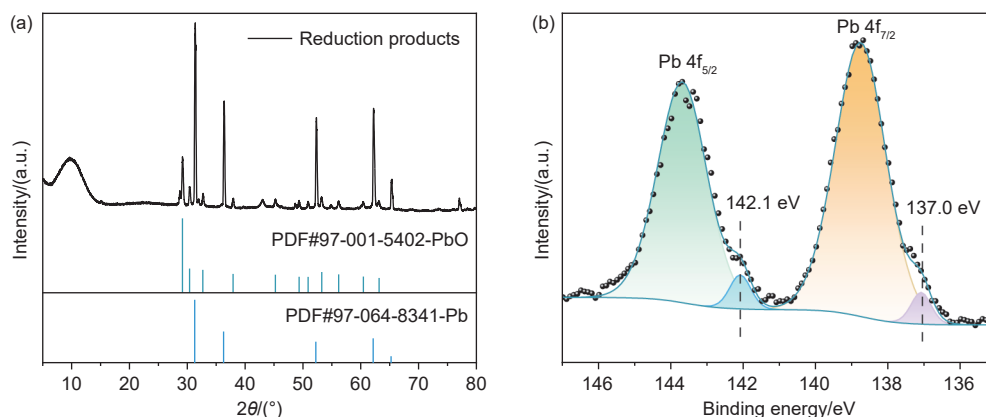 (a)
Reduction products
Intensity/(a.u.)
PDF#97-001-5402-PbO
PDF#97-064-8341-Pb
10 20 30 40 50 60 70 80
2θ/(°)
(b)
Pb 4f7/2
Pb 4f5/2
142.1 eV
137.0 eV
Intensity/(a.u.)
146 144 142 140 138 136
Binding energy/eV